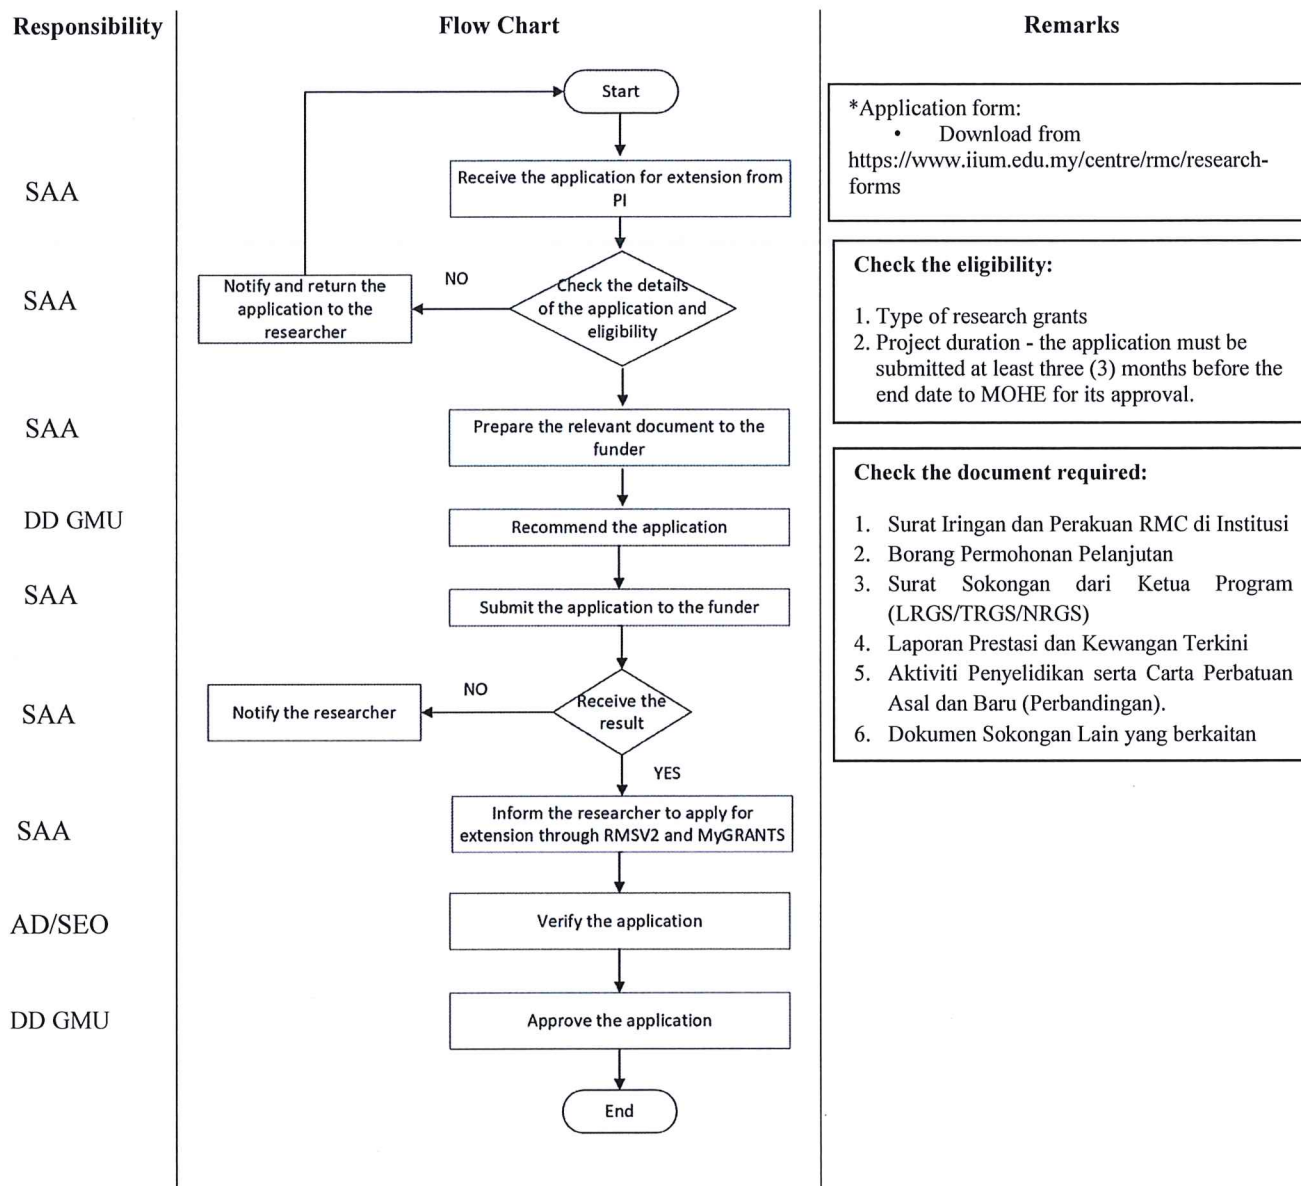 Responsibility
Flow Chart
Remarks
Start
*Application form:
• Download from
https://www.iium.edu.my/centre/rmc/research-
forms
SAA
Receive the application for extension from
PI
SAA
Notify and return the
application to the
researcher
NO
Check the details
of the application and
eligibility
Check the eligibility:
1. Type of research grants
2. Project duration - the application must be
submitted at least three (3) months before the
end date to MOHE for its approval.
SAA
Prepare the relevant document to the
funder
Check the document required:
1. Surat Iringan dan Perakuan RMC di Institusi
2. Borang Permohonan Pelanjutan
3. Surat Sokongan dari Ketua Program
(LRGS/TRGS/NRGS)
4. Laporan Prestasi dan Kewangan Terkini
5. Aktiviti Penyelidikan serta Carta Perbatuan
Asal dan Baru (Perbandingan).
6. Dokumen Sokongan Lain yang berkaitan
DD GMU
Recommend the application
SAA
Submit the application to the funder
SAA
Notify the researcher
NO
Receive the
result
YES
SAA
Inform the researcher to apply for
extension through RMSV2 and MyGRANTS
AD/SEO
Verify the application
DD GMU
Approve the application
End